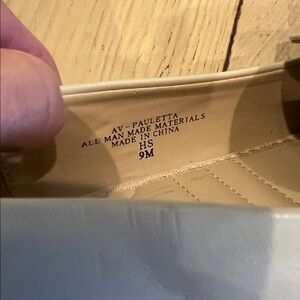 AV - PAULETTA
ALL MAN MADE MATERIALS
MADE IN CHINA
HS
9M